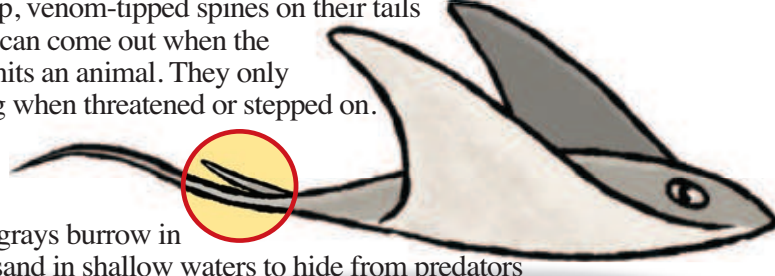 p, venom-tipped spines on their tails
can come out when the
hits an animal. They only
g when threatened or stepped on.
grays burrow in
sand in shallow waters to hide from predators